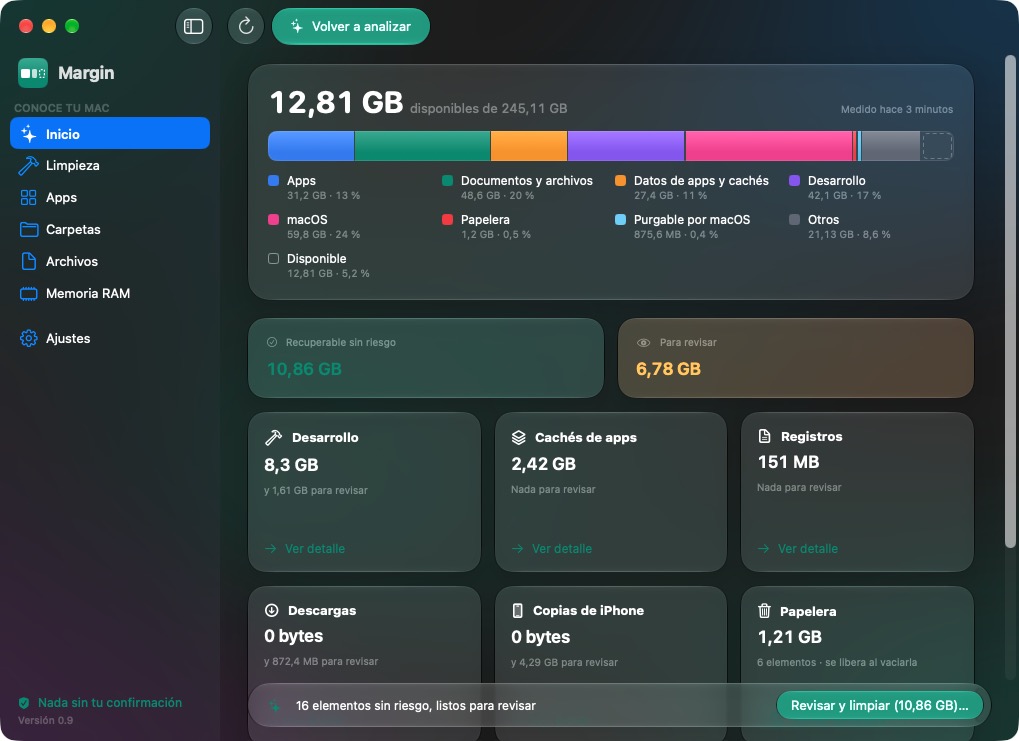 Volver a analizar
Margin
CONOCE TU MAC
Inicio
Limpieza
Apps
Carpetas
Archivos
Memoria RAM
Ajustes
Nada sin tu confirmación
Versión 0.9
12,81 GB disponibles de 245,11 GB
Medido hace 3 minutos
Apps
31,2 GB · 13 %
Documentos y archivos
48,6 GB · 20 %
Datos de apps y cachés
27,4 GB · 11 %
Desarrollo
42,1 GB · 17 %
macOS
59,8 GB · 24 %
Papelera
1,2 GB · 0,5 %
Purgable por macOS
875,6 MB · 0,4 %
Otros
21,13 GB · 8,6 %
Disponible
12,81 GB · 5,2 %
Recuperable sin riesgo
10,86 GB
Para revisar
6,78 GB
Desarrollo
8,3 GB
y 1,61 GB para revisar
Ver detalle
Cachés de apps
2,42 GB
Nada para revisar
Ver detalle
Registros
151 MB
Nada para revisar
Ver detalle
Descargas
0 bytes
y 872,4 MB para revisar
Copias de iPhone
0 bytes
y 4,29 GB para revisar
Papelera
1,21 GB
6 elementos · se libera al vaciarla
16 elementos sin riesgo, listos para revisar
Revisar y limpiar (10,86 GB)...